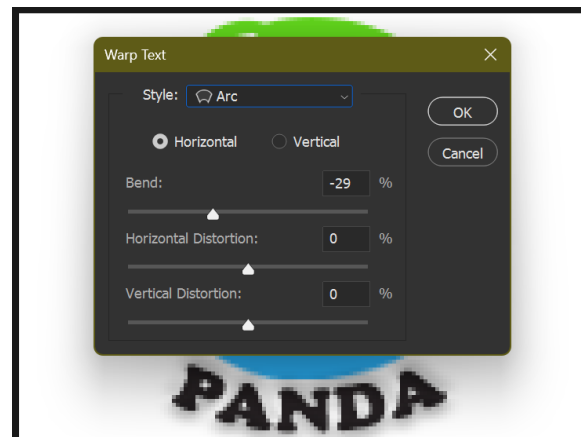 Warp Text
Style: Arc
OK
Horizontal Vertical
Cancel
Bend: -29 %
Horizontal Distortion: 0 %
Vertical Distortion: 0 %
PANDA